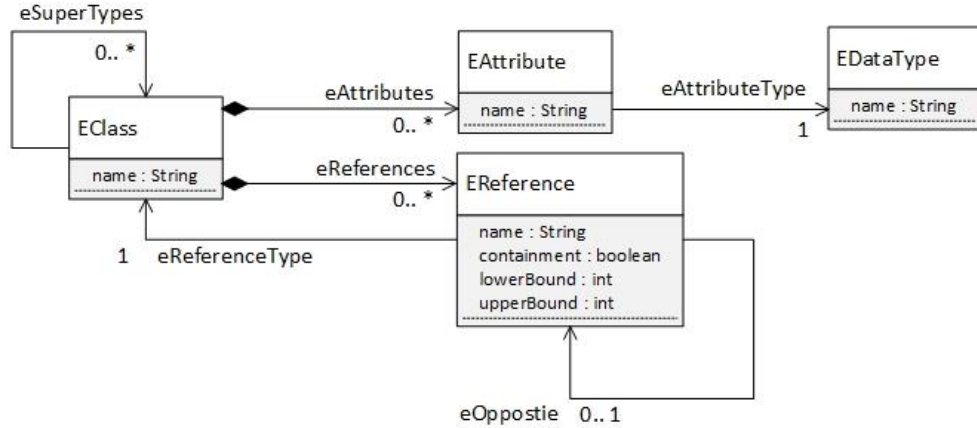 eSuperTypes
0.. *
EClass
name : String
eAttributes
0.. *
EAttribute
name : String
eAttributeType
1
EDataType
name : String
eReferences
0.. *
EReference
name : String
containment : boolean
lowerBound : int
upperBound : int
1 eReferenceType
eOppostie 0.. 1